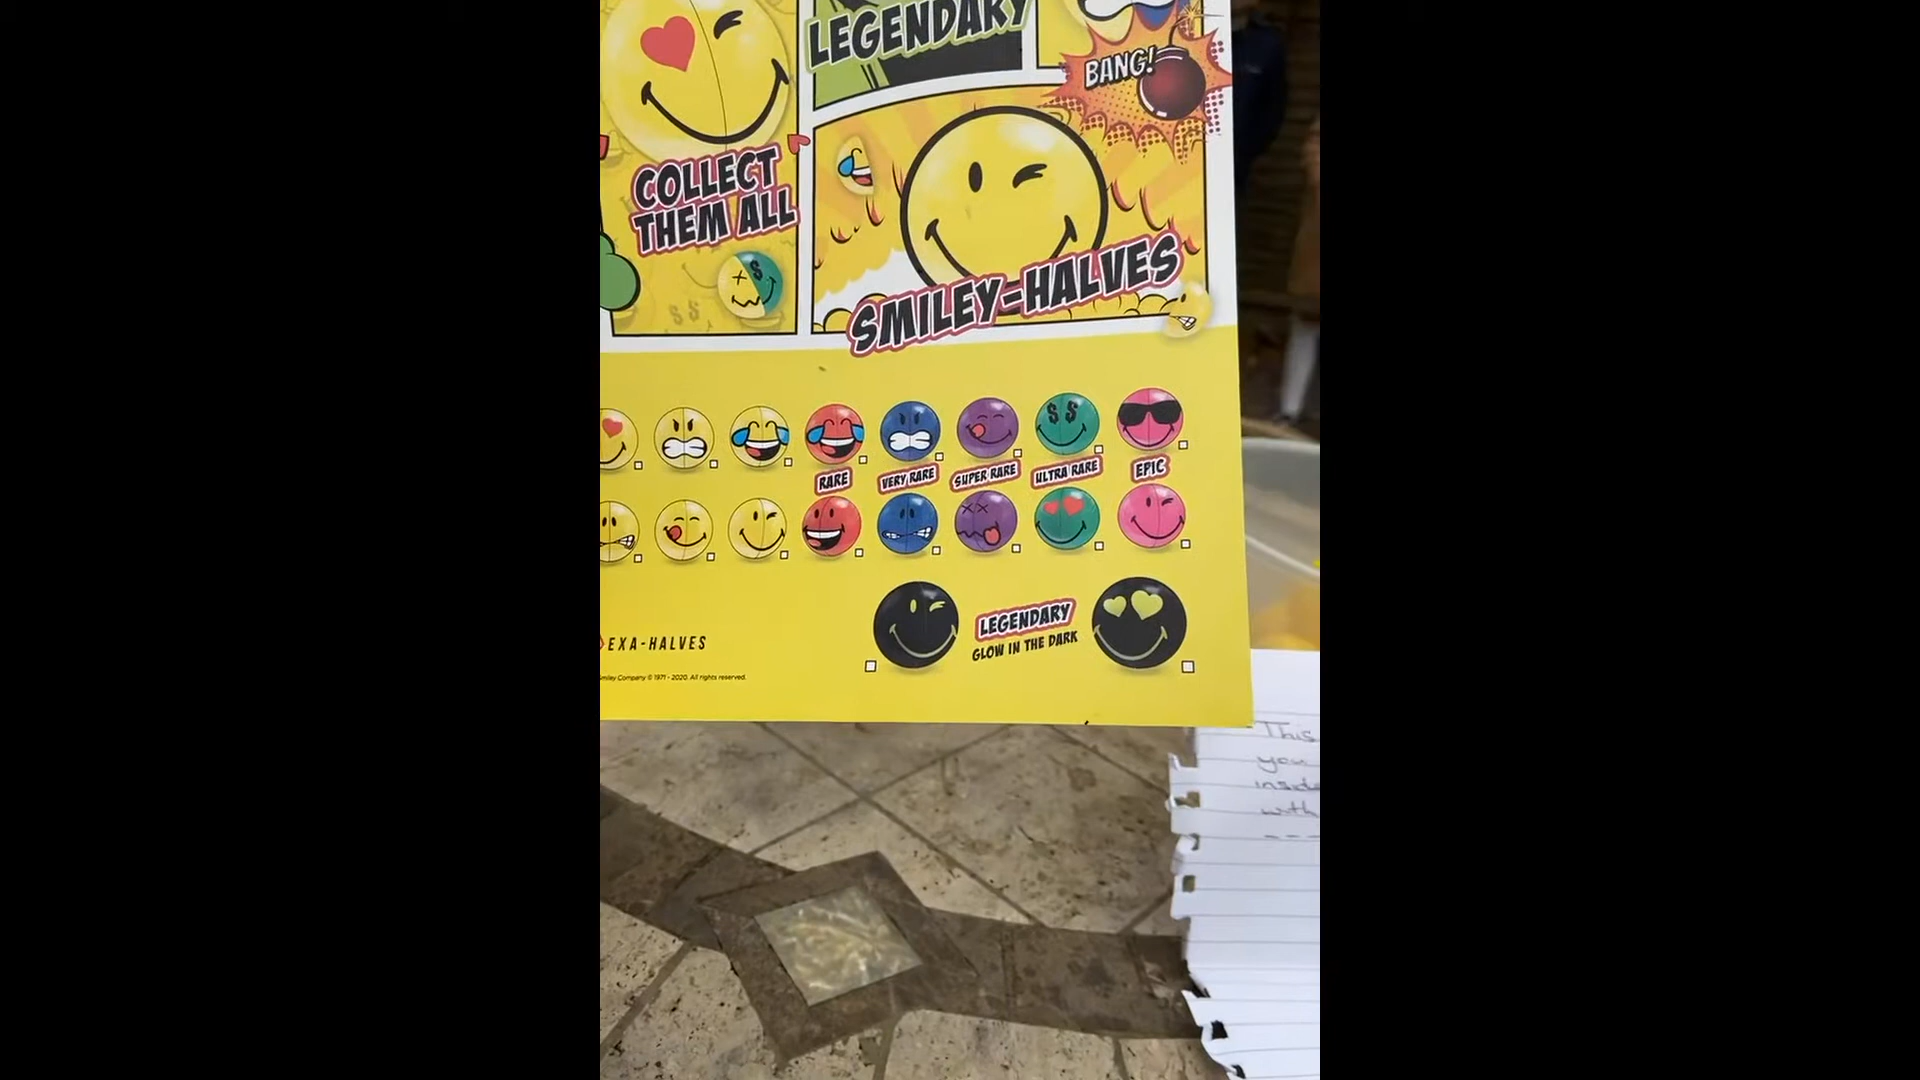 LEGENDARY
BANG!
COLLECT
THEM ALL
SMILEY=HALVES
RARE
VERY RARE
SUPER RARE
ULTRA RARE
EPIC
LEGENDARY
GLOW IN THE DARK
EXA-HALVES
Smiley Company © 1971 - 2020. All rights reserved.
This
you
inside
with